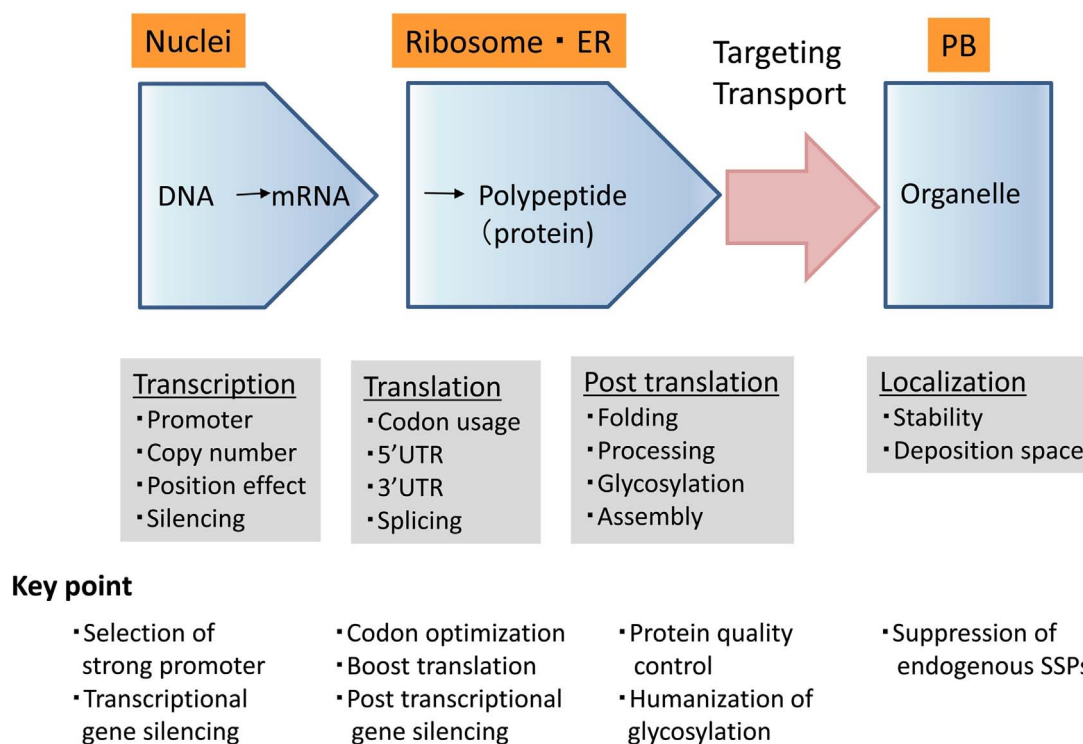 Nuclei
Ribosome・ER
Targeting
Transport
PB
DNA → mRNA
→ Polypeptide
(protein)
Organelle
Transcription
・Promoter
・Copy number
・Position effect
・Silencing
Translation
・Codon usage
・5’UTR
・3’UTR
・Splicing
Post translation
・Folding
・Processing
・Glycosylation
・Assembly
Localization
・Stability
・Deposition space
Key point
・Selection of
strong promoter
・Transcriptional
gene silencing
・Codon optimization
・Boost translation
・Post transcriptional
gene silencing
・Protein quality
control
・Humanization of
glycosylation
・Suppression of
endogenous SSPs